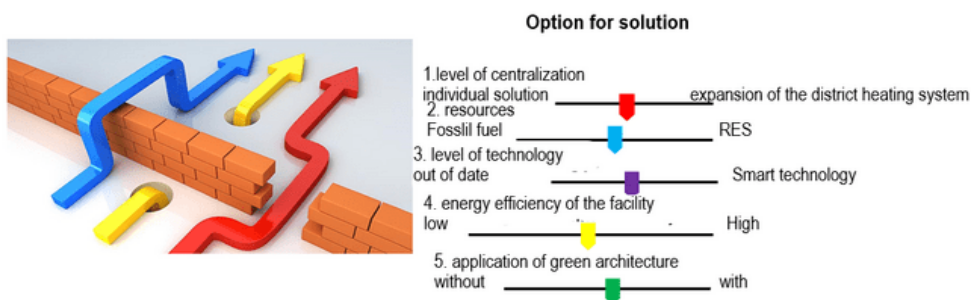 Option for solution
1.level of centralization
individual solution
expansion of the district heating system
2. resources
Fosslil fuel
RES
3. level of technology
out of date
Smart technology
4. energy efficiency of the facility
low
High
5. application of green architecture
without
with